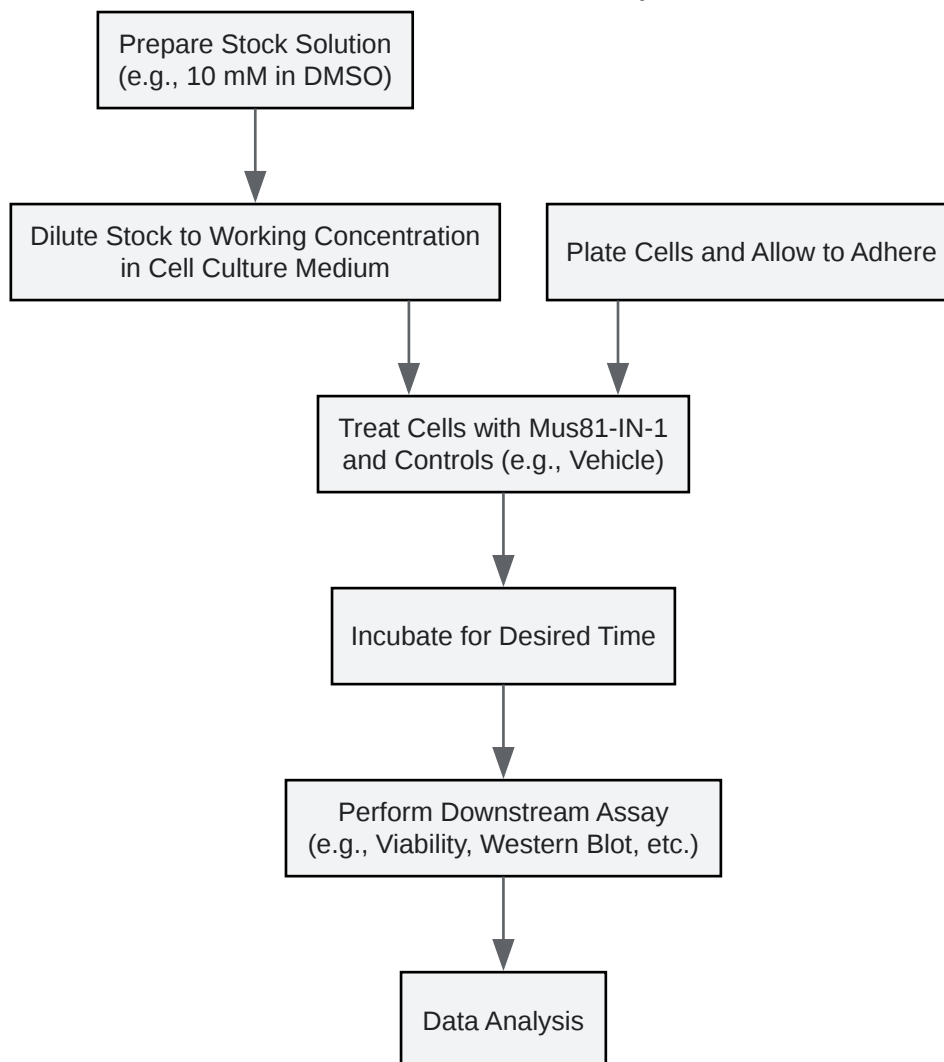 Prepare Stock Solution
(e.g., 10 mM in DMSO)
Dilute Stock to Working Concentration
in Cell Culture Medium
Plate Cells and Allow to Adhere
Treat Cells with Mus81-IN-1
and Controls (e.g., Vehicle)
Incubate for Desired Time
Perform Downstream Assay
(e.g., Viability, Western Blot, etc.)
Data Analysis